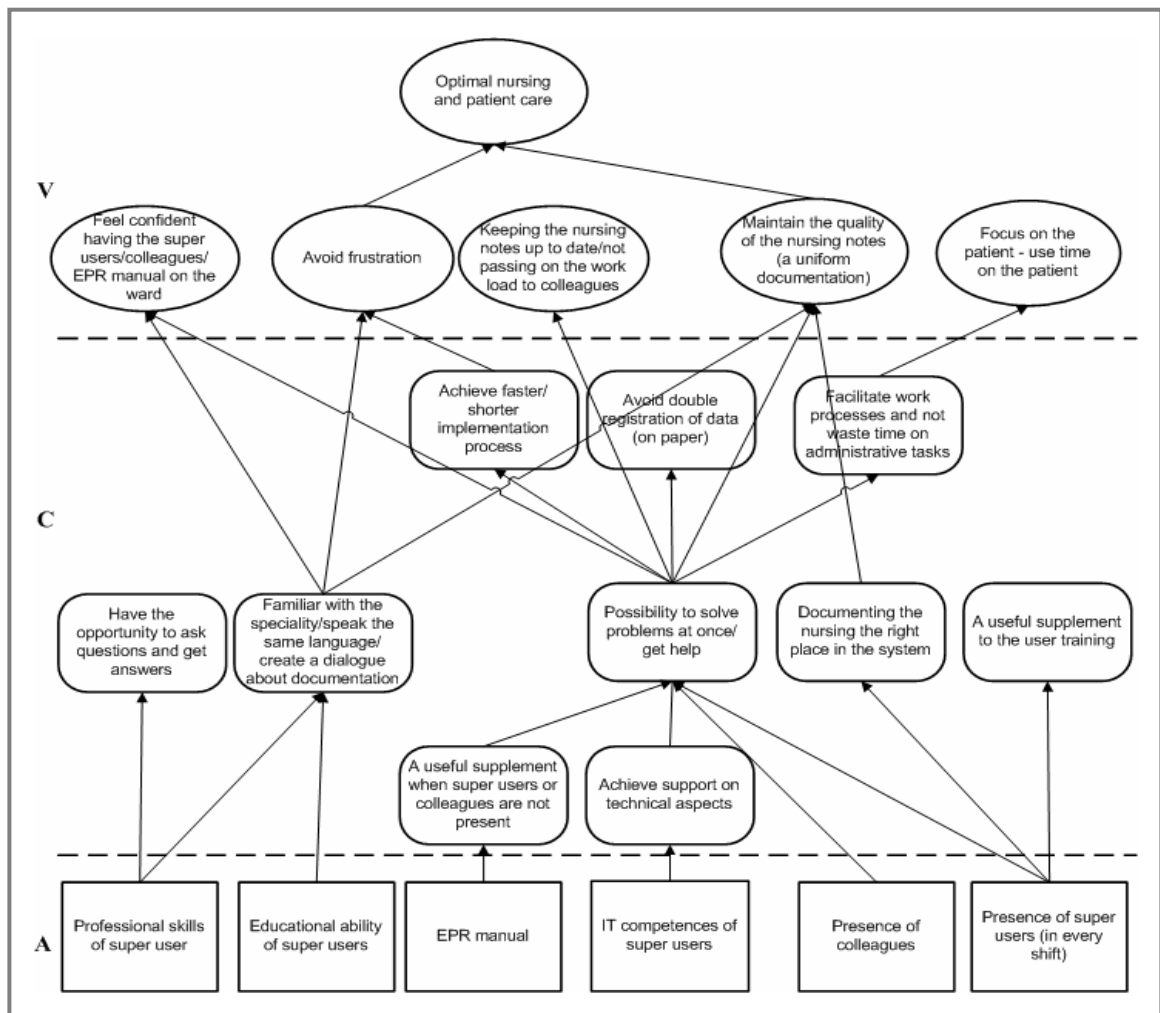 Optimal nursing
and patient care
V
Feel confident
having the super
users/colleagues/
EPR manual on the
ward
Avoid frustration
Keeping the nursing
notes up to date/not
passing on the work
load to colleagues
Maintain the quality
of the nursing notes
(a uniform
documentation)
Focus on the
patient - use time
on the patient
Achieve faster/
shorter
implementation
process
Avoid double
registration of data
(on paper)
Facilitate work
processes and not
waste time on
administrative tasks
C
Have the
opportunity to ask
questions and get
answers
Familiar with the
speciality/speak the
same language/
create a dialogue
about documentation
Possibility to solve
problems at once/
get help
Documenting the
nursing the right
place in the system
A useful supplement
to the user training
A useful supplement
when super users or
colleagues are not
present
Achieve support on
technical aspects
A
Professional skills
of super user
Educational ability
of super users
EPR manual
IT competences of
super users
Presence of
colleagues
Presence of super
users (in every
shift)